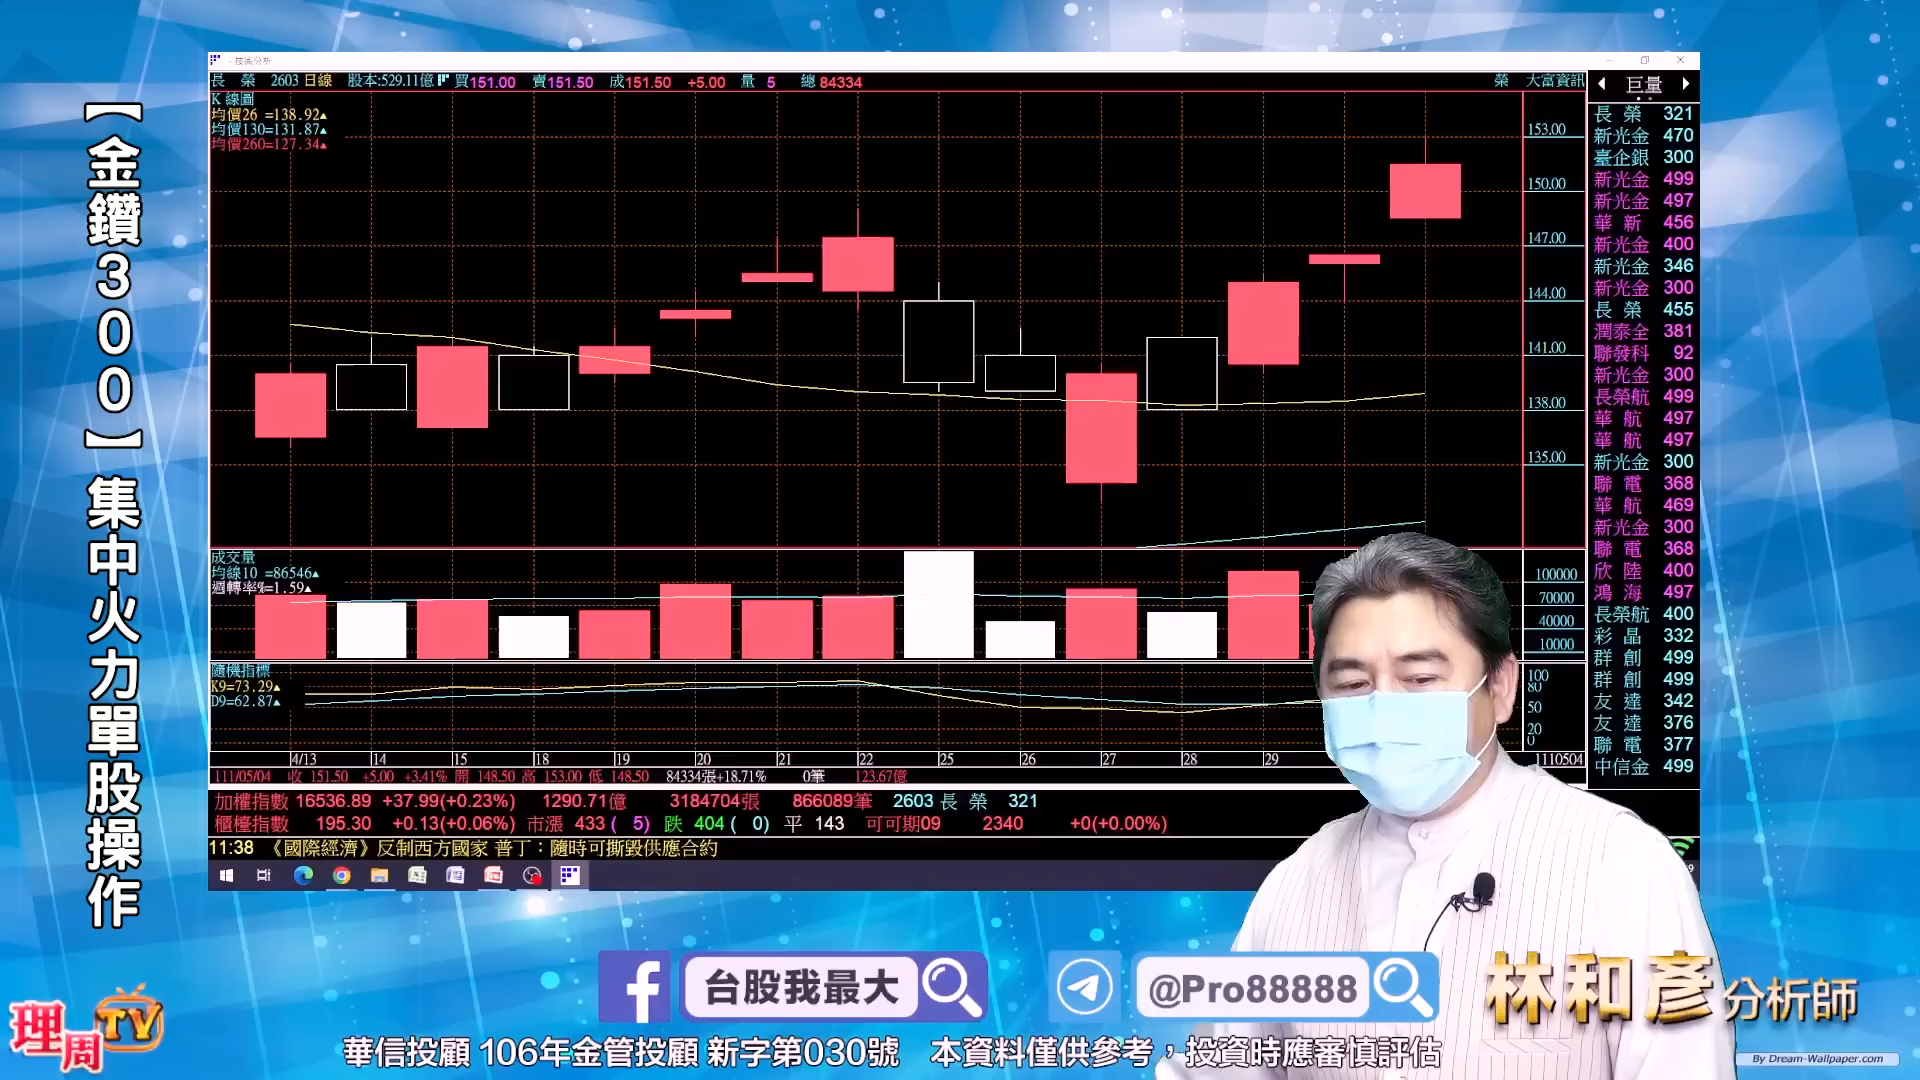 【金鑽300】集中火力單股操作
- 技術分析
長 榮 2603 日線 股本:529.11億 買151.00 賣151.50 成151.50 +5.00 量 5 總 84334 榮 大富資訊
K 線圖
均價26 =138.92▲
均價130=131.87▲
均價260=127.34▲
153.00
150.00
147.00
144.00
141.00
138.00
135.00
成交量
均線10 =86546▲
週轉率%=1.59▲
100000
70000
40000
10000
隨機指標
K9=73.29▲
D9=62.87▲
100
80
50
20
0
4/13 14 15 18 19 20 21 22 25 26 27 28 29 1110504
111/05/04 收 151.50 +5.00 +3.41% 開 148.50 高 153.00 低 148.50 84334張+18.71% 0筆 123.67億
加權指數 16536.89 +37.99(+0.23%) 1290.71億 3184704張 866089筆 2603 長 榮 321
櫃檯指數 195.30 +0.13(+0.06%) 市漲 433 ( 5) 跌 404 ( 0) 平 143 可可期09 2340 +0(+0.00%)
11:38 《國際經濟》反制西方國家 普丁：隨時可撕毀供應合約
◀ 巨量 ▶
長 榮 321
新光金 470
臺企銀 300
新光金 499
新光金 497
華 新 456
新光金 400
新光金 346
新光金 300
長 榮 455
潤泰全 381
聯發科 92
新光金 300
長榮航 499
華 航 497
華 航 497
新光金 300
聯 電 368
華 航 469
新光金 300
聯 電 368
欣 陸 400
鴻 海 497
長榮航 400
彩 晶 332
群 創 499
群 創 499
友 達 342
友 達 376
聯 電 377
中信金 499
台股我最大
@Pro88888
林和彥 分析師
理周TV
華信投顧 106年金管投顧 新字第030號 本資料僅供參考，投資時應審慎評估
By Dream-Wallpaper.com